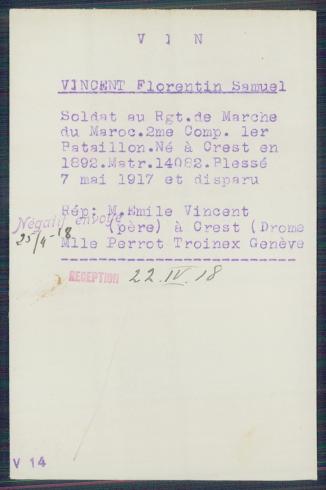 V I N
VINCENT Florentin Samuel
Soldat au Rgt.de Marche
du Maroc.2me Comp. 1er
Bataillon.Né à Crest en
1892.Matr.14082.Blessé
7 mai 1917 et disparu
Rép: M.Emile Vincent
(père) à Crest (Drome
Négatif envoyé
25/4-18
Mlle Perrot Troinex Genève
RECEPTION 22.IV.18
V 14